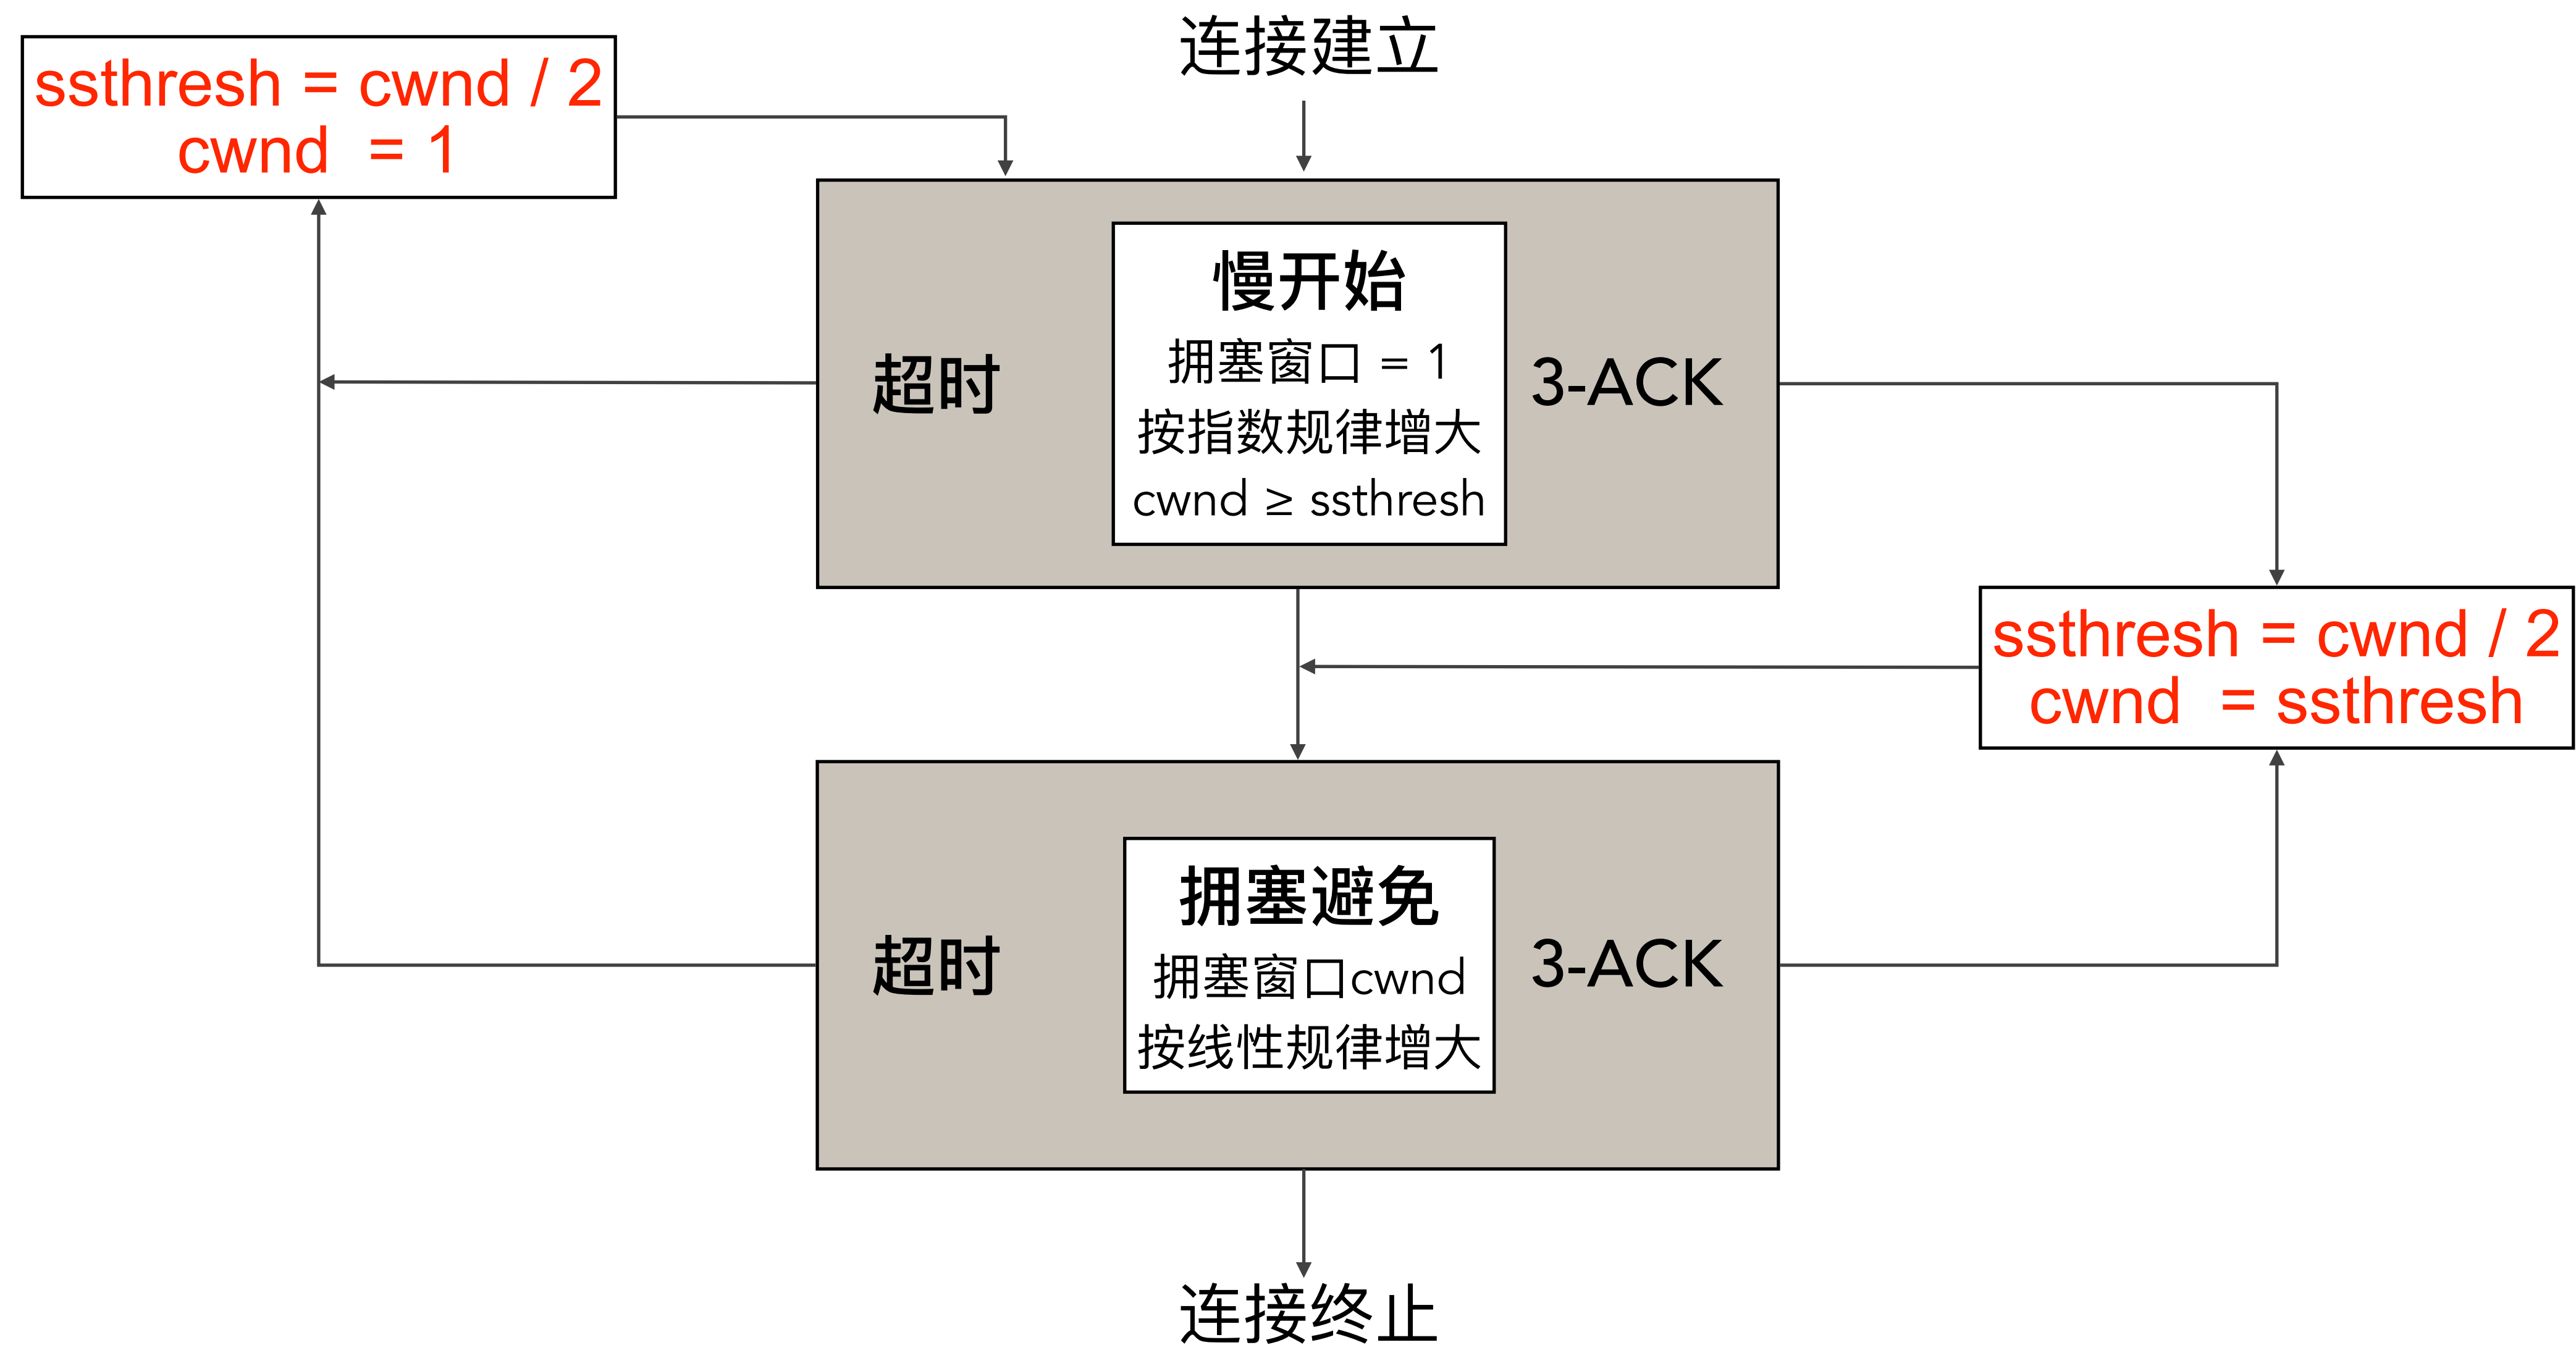 连接建立
ssthresh = cwnd / 2
cwnd = 1
慢开始
拥塞窗口 = 1
按指数规律增大
cwnd ≥ ssthresh
超时
3-ACK
ssthresh = cwnd / 2
cwnd = ssthresh
拥塞避免
拥塞窗口cwnd
按线性规律增大
超时
3-ACK
连接终止